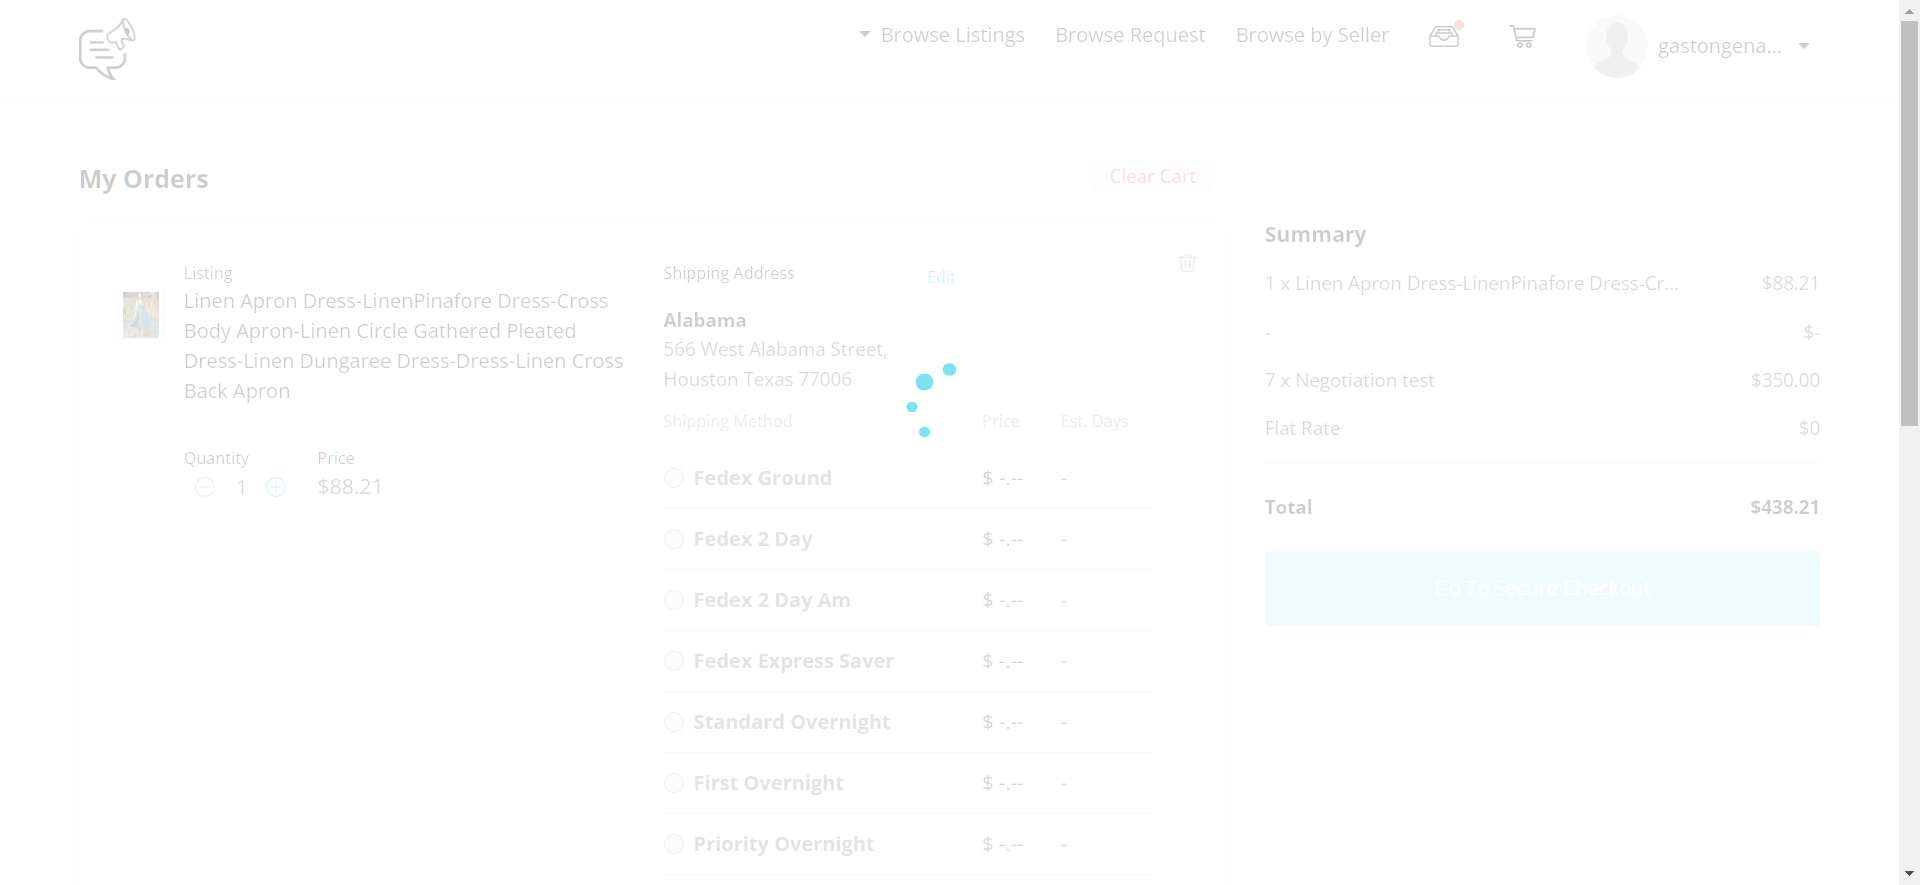 Browse Listings
Browse Request
Browse by Seller
gastongena...
My Orders
Clear Cart
Listing
Linen Apron Dress-LinenPinafore Dress-Cross
Body Apron-Linen Circle Gathered Pleated
Dress-Linen Dungaree Dress-Dress-Linen Cross
Back Apron
Quantity
Price
1
$88.21
Shipping Address
Edit
Alabama
566 West Alabama Street,
Houston Texas 77006
Shipping Method
Price
Est. Days
Fedex Ground $ -.-- -
Fedex 2 Day $ -.-- -
Fedex 2 Day Am $ -.-- -
Fedex Express Saver $ -.-- -
Standard Overnight $ -.-- -
First Overnight $ -.-- -
Priority Overnight $ -.-- -
Summary
1 x Linen Apron Dress-LinenPinafore Dress-Cr... $88.21
- $-
7 x Negotiation test $350.00
Flat Rate $0
Total $438.21
Go To Secure Checkout